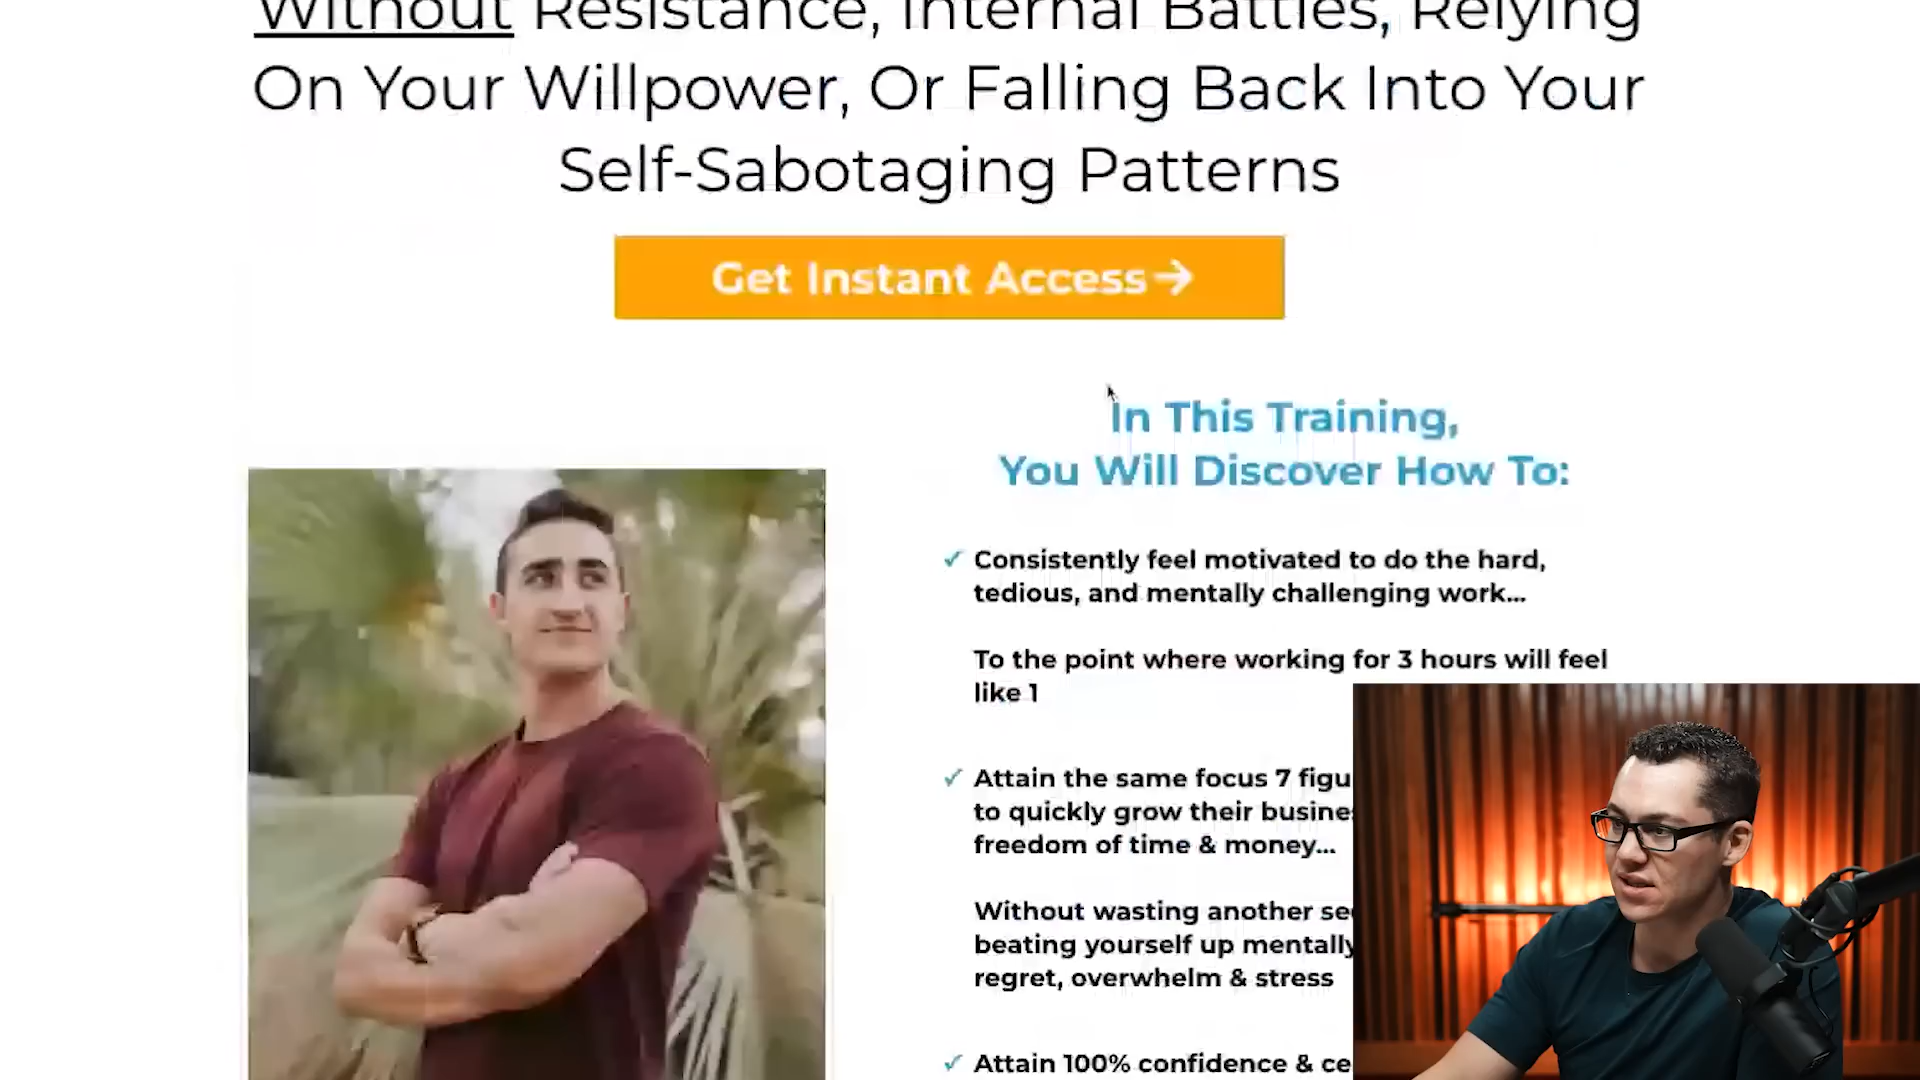 Without Resistance, Internal Battles, Relying
On Your Willpower, Or Falling Back Into Your
Self-Sabotaging Patterns
Get Instant Access→
In This Training,
You Will Discover How To:
✓ Consistently feel motivated to do the hard,
tedious, and mentally challenging work...
To the point where working for 3 hours will feel
like 1
✓ Attain the same focus 7
to quickly grow their
freedom of time & money...
Without wasting another
beating yourself up mentally
regret, overwhelm & stress
✓ Attain 100% confidence &